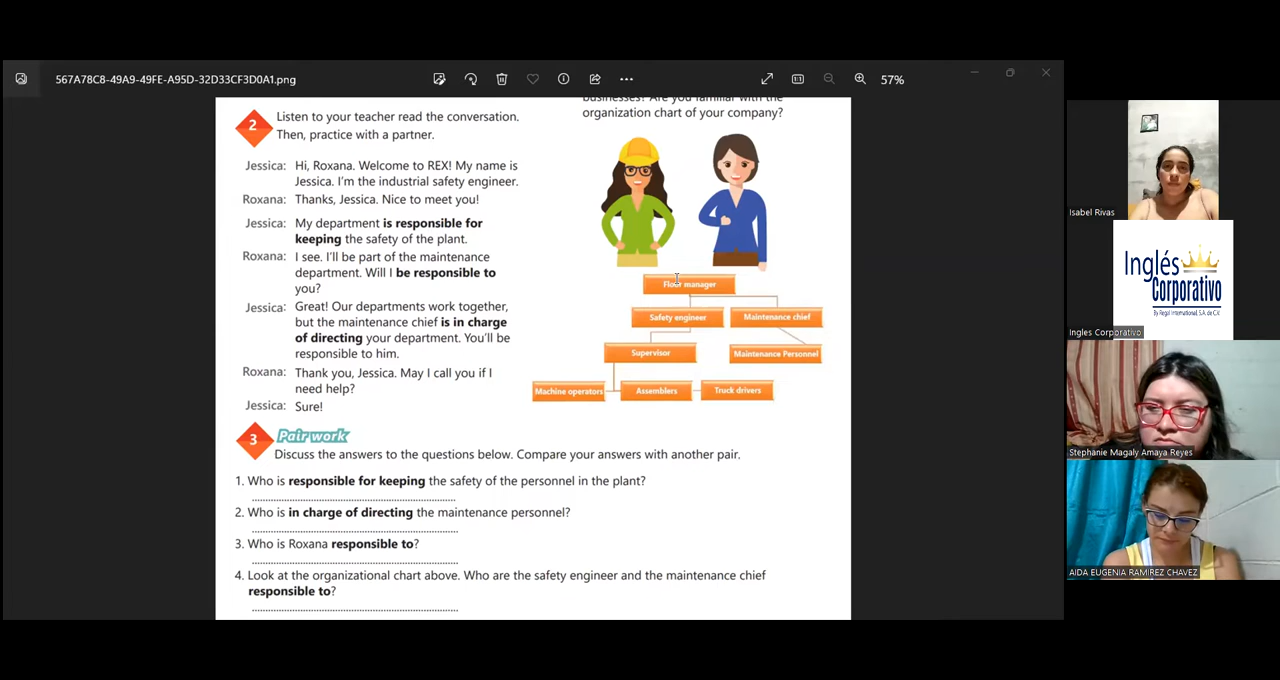 567A78C8-49A9-49FE-A95D-32D33CF3D0A1.png
57%
businesses? Are you familiar with the
organization chart of your company?
2
Listen to your teacher read the conversation.
Then, practice with a partner.
Jessica: Hi, Roxana. Welcome to REX! My name is
Jessica. I'm the industrial safety engineer.
Roxana: Thanks, Jessica. Nice to meet you!
Jessica: My department is responsible for
keeping the safety of the plant.
Roxana: I see. I'll be part of the maintenance
department. Will I be responsible to
you?
Jessica: Great! Our departments work together,
but the maintenance chief is in charge
of directing your department. You'll be
responsible to him.
Roxana: Thank you, Jessica. May I call you if I
need help?
Jessica: Sure!
Floor manager
Safety engineer
Maintenance chief
Supervisor
Maintenance Personnel
Machine operators
Assemblers
Truck drivers
3
Pair work
Discuss the answers to the questions below. Compare your answers with another pair.
1. Who is responsible for keeping the safety of the personnel in the plant?
2. Who is in charge of directing the maintenance personnel?
3. Who is Roxana responsible to?
4. Look at the organizational chart above. Who are the safety engineer and the maintenance chief
responsible to?
Isabel Rivas
Inglés
Corporativo
By Regal International, S.A. de C.V.
Ingles Corporativo
Stephanie Magaly Amaya Reyes
AIDA EUGENIA RAMIREZ CHAVEZ